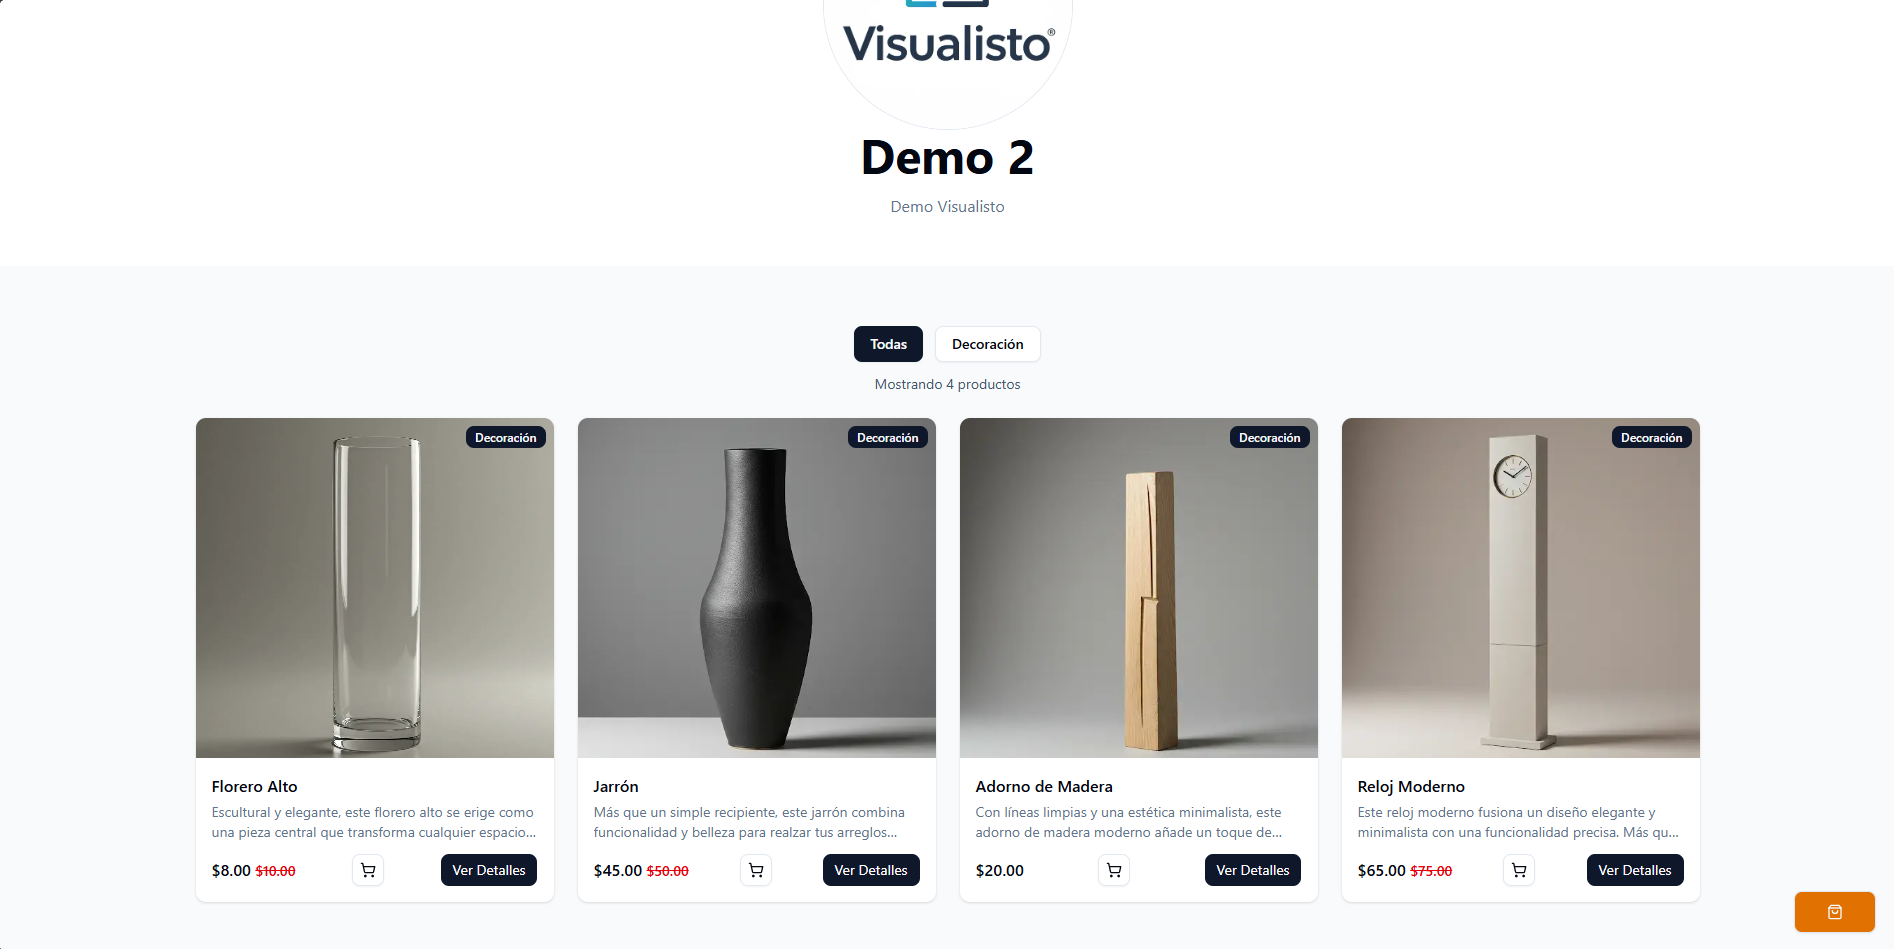 Visualisto®
Demo 2
Demo Visualisto
Todas
Decoración
Mostrando 4 productos
Decoración
Florero Alto
Escultural y elegante, este florero alto se erige como
una pieza central que transforma cualquier espacio...
$8.00 $10.00
Ver Detalles
Decoración
Jarrón
Más que un simple recipiente, este jarrón combina
funcionalidad y belleza para realzar tus arreglos...
$45.00 $50.00
Ver Detalles
Decoración
Adorno de Madera
Con líneas limpias y una estética minimalista, este
adorno de madera moderno añade un toque de...
$20.00
Ver Detalles
Decoración
Reloj Moderno
Este reloj moderno fusiona un diseño elegante y
minimalista con una funcionalidad precisa. Más qu...
$65.00 $75.00
Ver Detalles